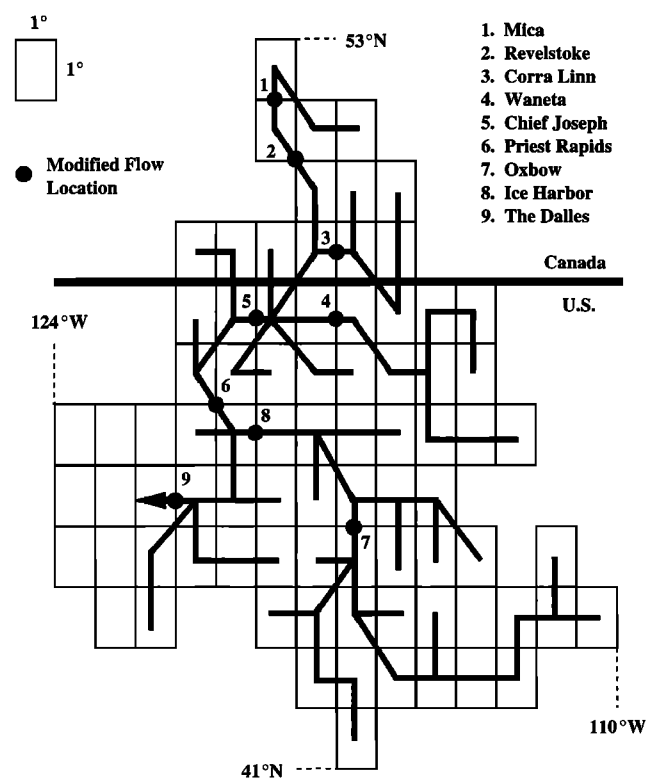 1°
1°
Modified Flow
Location
53°N
1. Mica
2. Revelstoke
3. Corra Linn
4. Waneta
5. Chief Joseph
6. Priest Rapids
7. Oxbow
8. Ice Harbor
9. The Dalles
1
2
3
Canada
U.S.
5
4
124°W
6
8
9
7
110°W
41°N